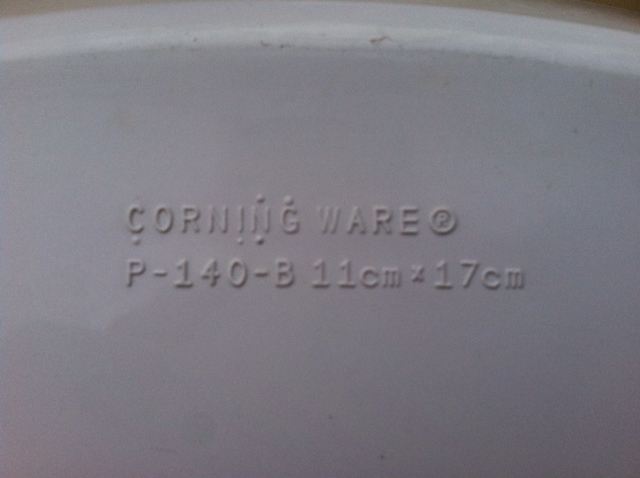 CORNING WARE®
P-140-B 11cm x 17cm